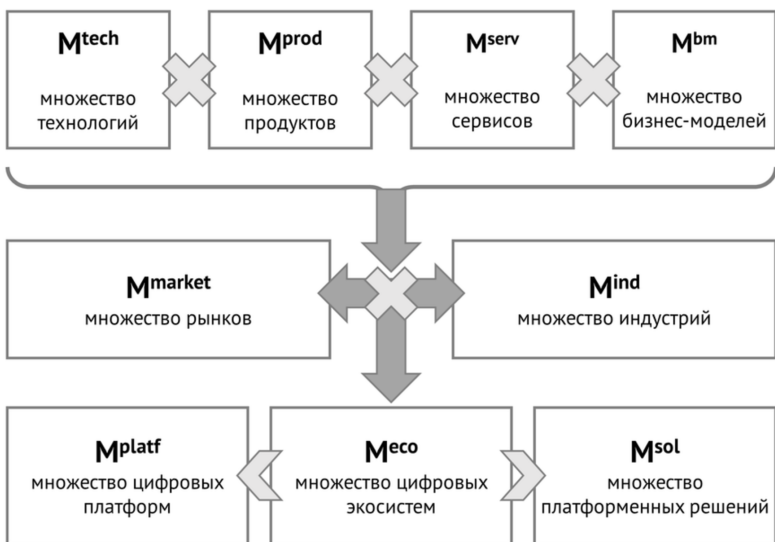 Mtech
множество
технологий
Mprod
множество
продуктов
Mserv
множество
сервисов
Mbm
множество
бизнес-моделей
Mmarket
множество рынков
Mind
множество индустрий
Mplatf
множество цифровых
платформ
Meco
множество цифровых
экосистем
Msol
множество
платформенных решений